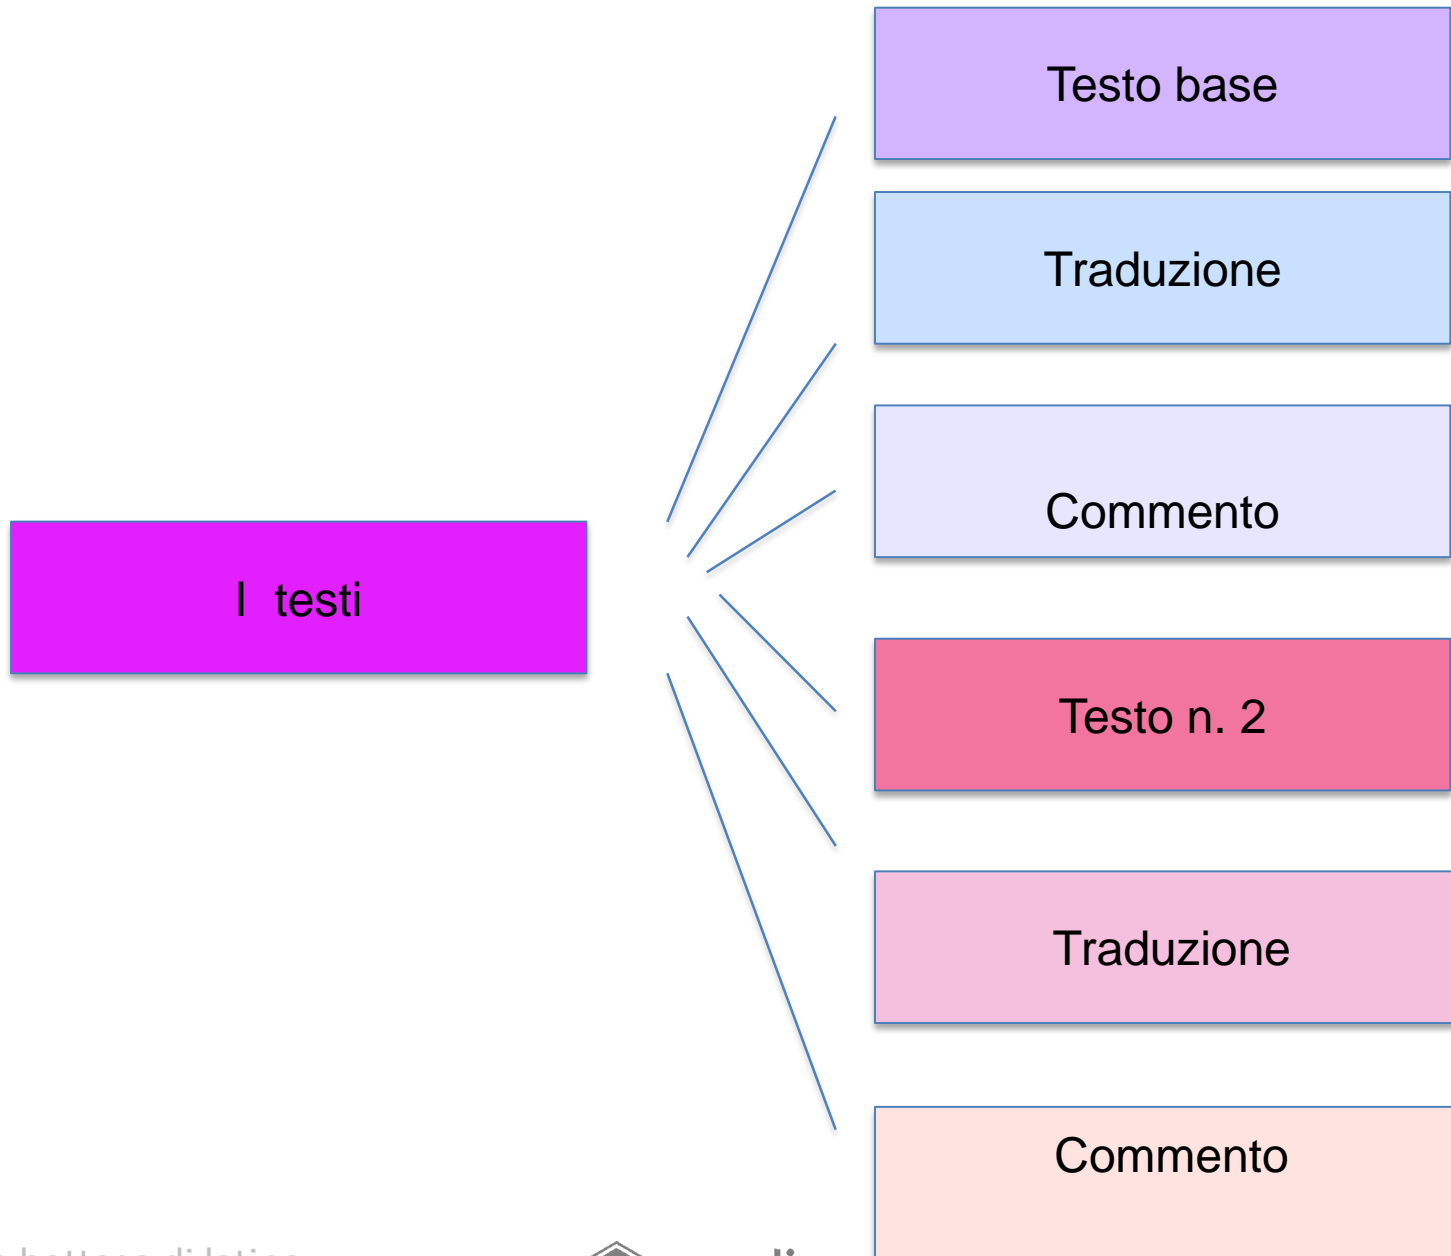 Testo base
Traduzione
Commento
I testi
Testo n. 2
Traduzione
Commento